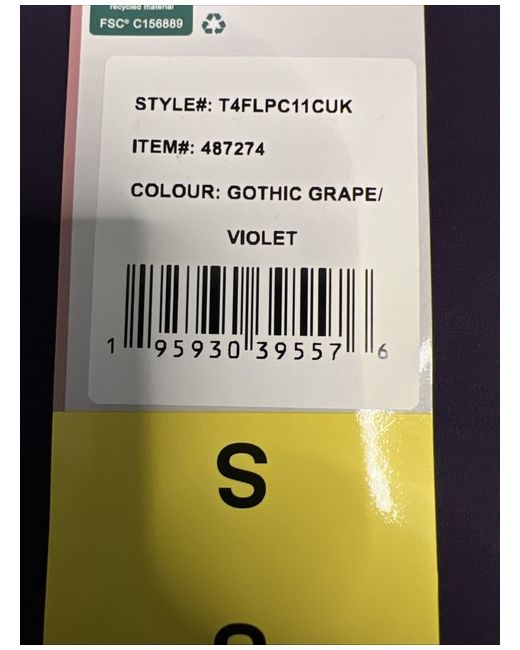 recycled material
FSC® C156889
STYLE#: T4FLPC11CUK
ITEM#: 487274
COLOUR: GOTHIC GRAPE/
VIOLET
1 95930 39557 6
S
S